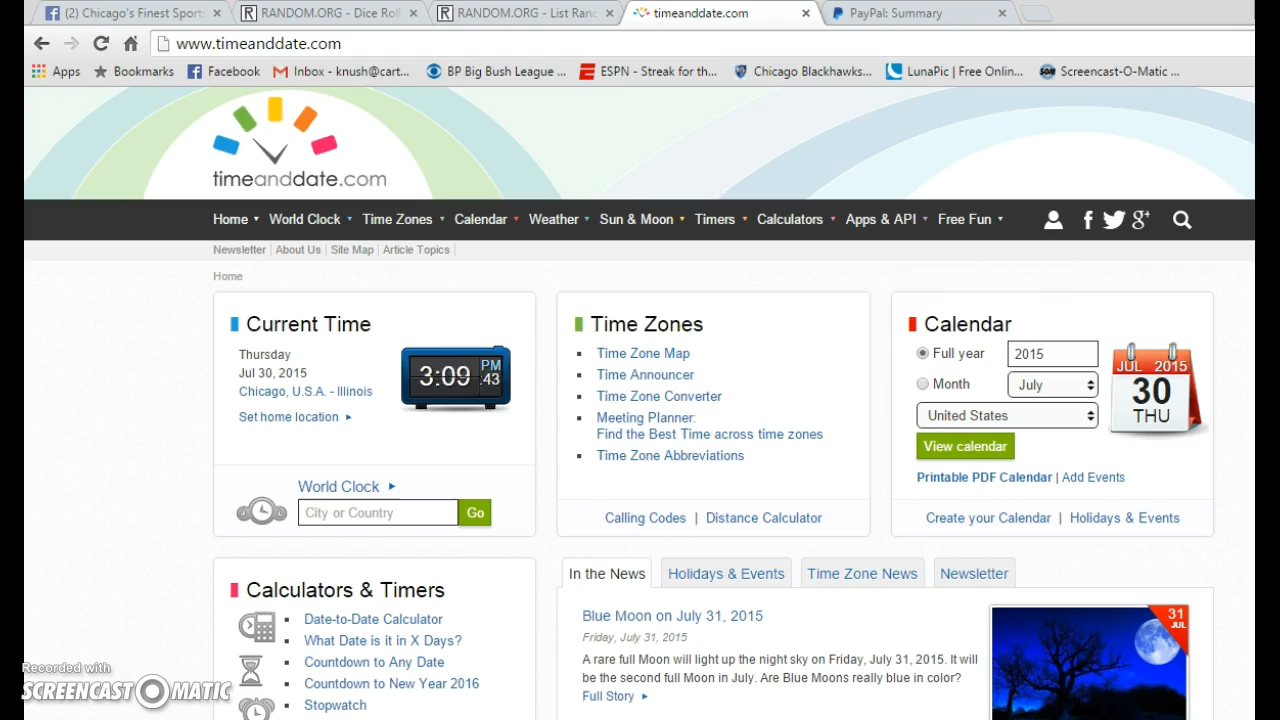 (2) Chicago's Finest Sports
RANDOM.ORG - Dice Roll
RANDOM.ORG - List Ran
timeanddate.com
PayPal: Summary
www.timeanddate.com
Apps
Bookmarks
Facebook
Inbox - knush@cart...
BP Big Bush League ...
ESPN - Streak for th...
Chicago Blackhawks...
LunaPic | Free Onlin...
Screencast-O-Matic ...
timeanddate.com
Home
World Clock
Time Zones
Calendar
Weather
Sun & Moon
Timers
Calculators
Apps & API
Free Fun
Newsletter | About Us | Site Map | Article Topics
Home
Current Time
Thursday
Jul 30, 2015
Chicago, U.S.A. - Illinois
Set home location
3:09 PM :43
World Clock
City or Country
Go
Time Zones
Time Zone Map
Time Announcer
Time Zone Converter
Meeting Planner:
Find the Best Time across time zones
Time Zone Abbreviations
Calling Codes | Distance Calculator
Calendar
Full year
2015
Month
July
United States
View calendar
JUL 2015
30
THU
Printable PDF Calendar | Add Events
Create your Calendar | Holidays & Events
Calculators & Timers
Date-to-Date Calculator
What Date is it in X Days?
Countdown to Any Date
Countdown to New Year 2016
Stopwatch
In the News
Holidays & Events
Time Zone News
Newsletter
Blue Moon on July 31, 2015
Friday, July 31, 2015
A rare full Moon will light up the night sky on Friday, July 31, 2015. It will
be the second full Moon in July. Are Blue Moons really blue in color?
Full Story
31
JUL
Recorded with
SCREENCAST-O-MATIC